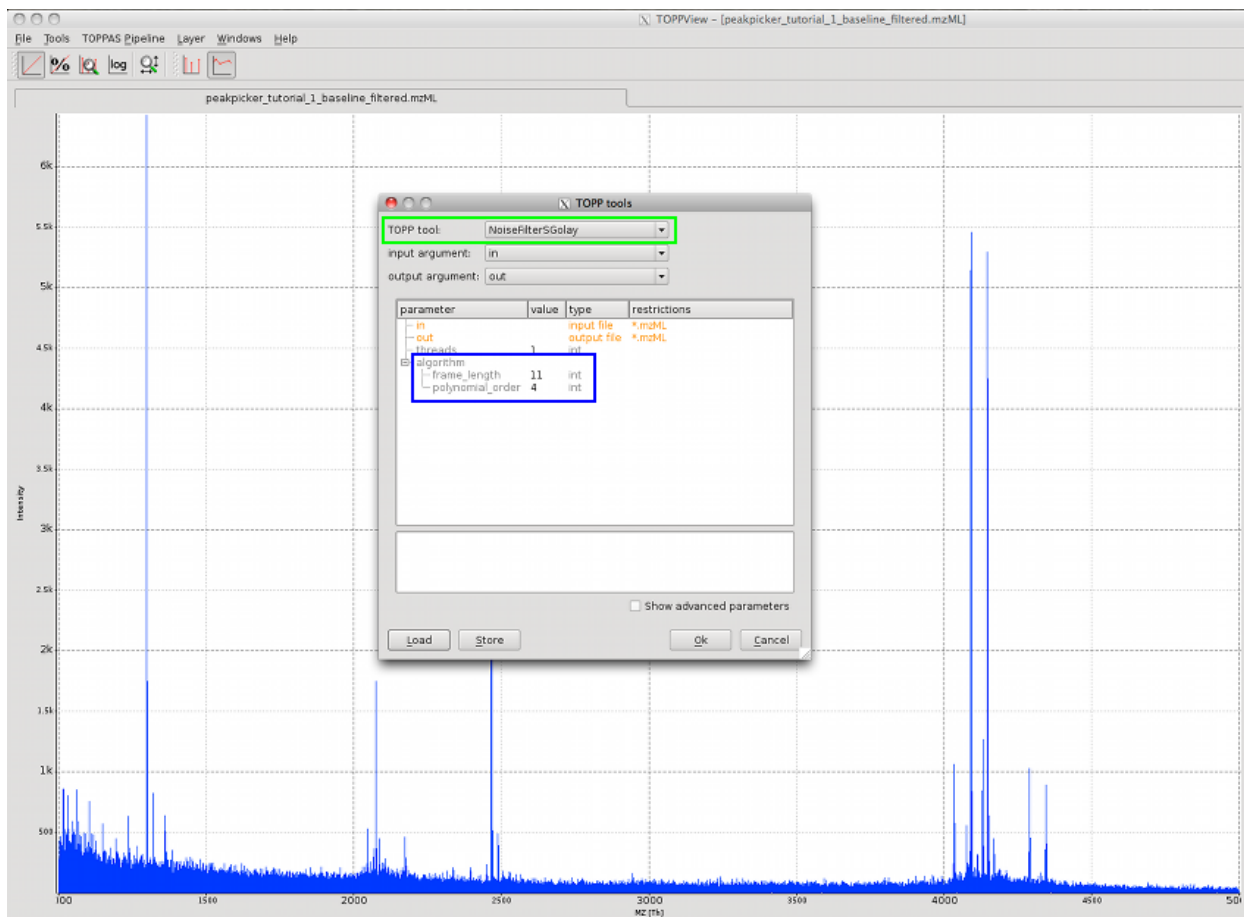 TOPPView – [peakpicker_tutorial_1_baseline_filtered.mzML]
File Tools TOPPAS Pipeline Layer Windows Help
% log
peakpicker_tutorial_1_baseline_filtered.mzML
TOPP tools
TOPP tool: NoiseFilterSGolay
input argument: in
output argument: out
parameter value type restrictions
in input file *.mzML
out output file *.mzML
threads 1 int
algorithm
frame_length 11 int
polynomial_order 4 int
Show advanced parameters
Load Store Ok Cancel
6k
5.5k
5k
4.5k
4k
3.5k
3k
2.5k
2k
1.5k
1k
500
Intensity
100 1500 2000 2500 3000 3500 4000 4500 500
MZ [Th]